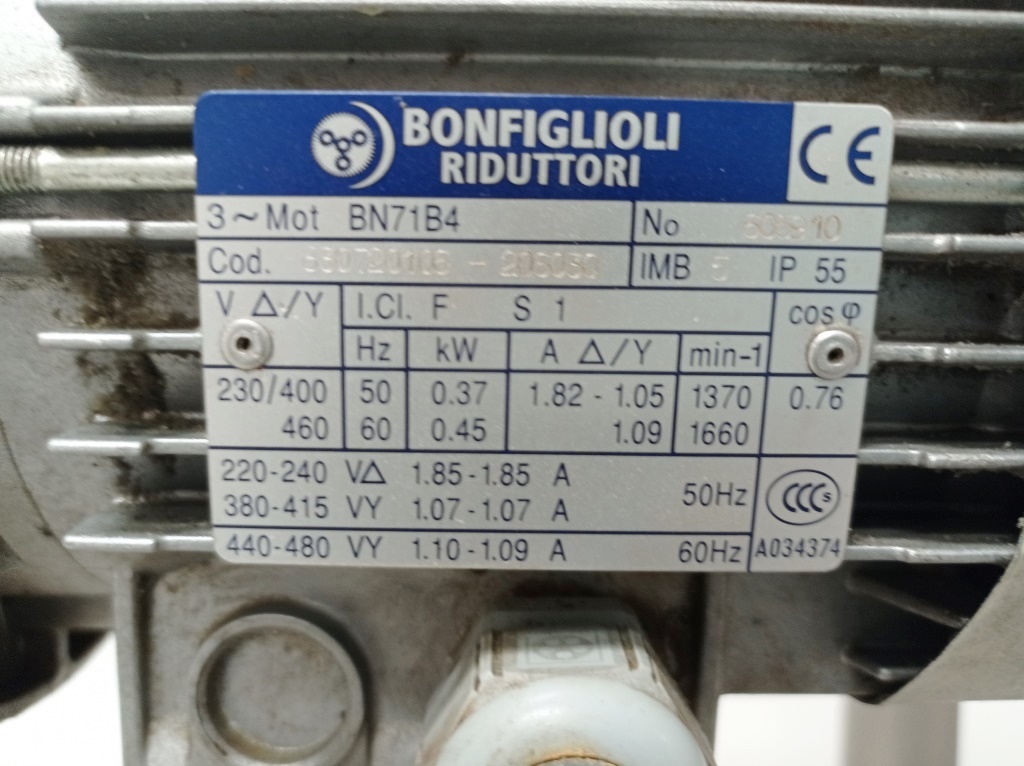 BONFIGLIOLI
RIDUTTORI
CE
3~Mot BN71B4 No
Cod. IMB 5 IP 55
V Δ/Y I.Cl. F S 1 cos φ
Hz kW A Δ/Y min-1
230/400 50 0.37 1.82 - 1.05 1370 0.76
460 60 0.45 1.09 1660
220-240 VΔ 1.85-1.85 A 50Hz
380-415 VY 1.07-1.07 A
CCC S
440-480 VY 1.10-1.09 A 60Hz A034374